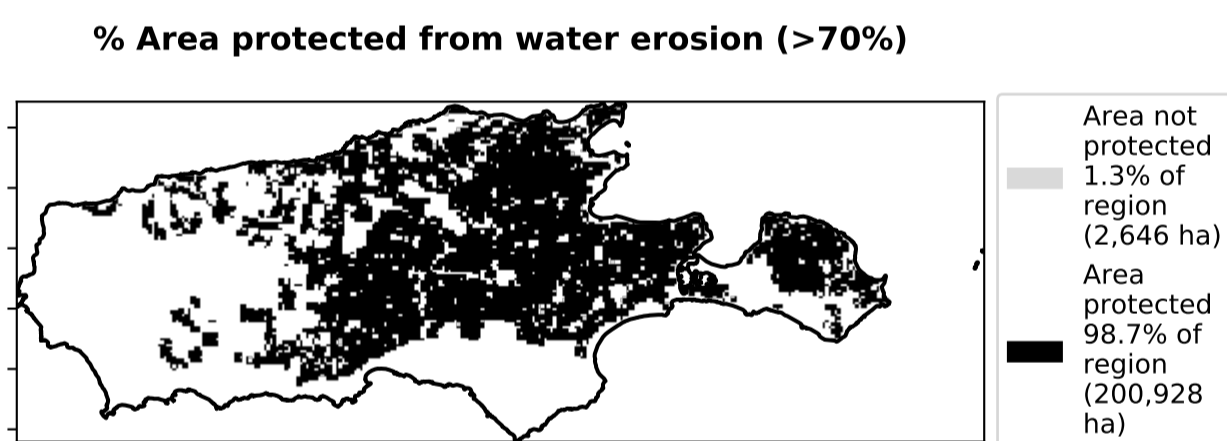 % Area protected from water erosion (>70%)
Area not
protected
1.3% of
region
(2,646 ha)
Area
protected
98.7% of
region
(200,928
ha)